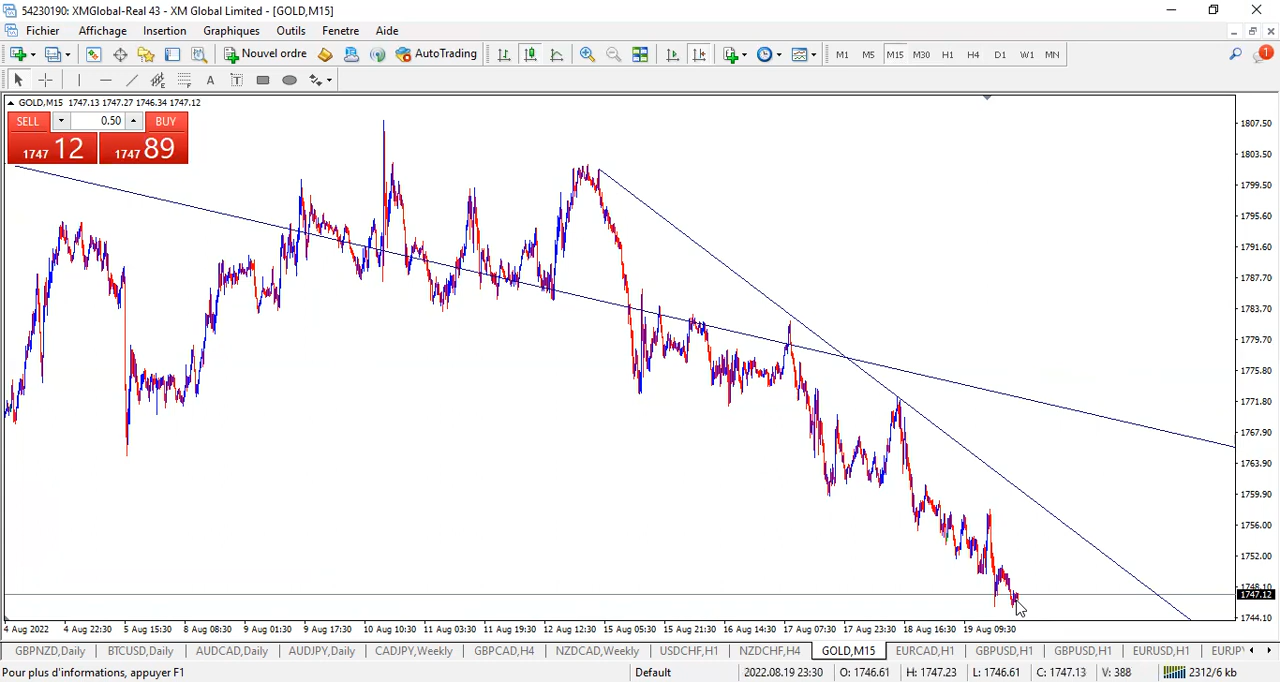 54230190: XMGlobal-Real 43 - XM Global Limited - [GOLD,M15]
Fichier Affichage Insertion Graphiques Outils Fenetre Aide
Nouvel ordre AutoTrading M1 M5 M15 M30 H1 H4 D1 W1 MN 1
A T
GOLD,M15 1747.13 1747.27 1746.34 1747.12
SELL 0.50 BUY
1747 12 1747 89
1807.50
1803.50
1799.50
1795.60
1791.60
1787.70
1783.70
1779.70
1775.80
1771.80
1767.90
1763.90
1759.90
1756.00
1752.00
1748.10
1747.12
1744.10
4 Aug 2022 4 Aug 22:30 5 Aug 15:30 8 Aug 08:30 9 Aug 01:30 9 Aug 17:30 10 Aug 10:30 11 Aug 03:30 11 Aug 19:30 12 Aug 12:30 15 Aug 05:30 15 Aug 21:30 16 Aug 14:30 17 Aug 07:30 17 Aug 23:30 18 Aug 16:30 19 Aug 09:30
GBPNZD,Daily BTCUSD,Daily AUDCAD,Daily AUDJPY,Daily CADJPY,Weekly GBPCAD,H4 NZDCAD,Weekly USDCHF,H1 NZDCHF,H4 GOLD,M15 EURCAD,H1 GBPUSD,H1 GBPUSD,H1 EURUSD,H1 EURJPY
Pour plus d'informations, appuyer F1 Default 2022.08.19 23:30 O: 1746.61 H: 1747.23 L: 1746.61 C: 1747.13 V: 388 2312/6 kb